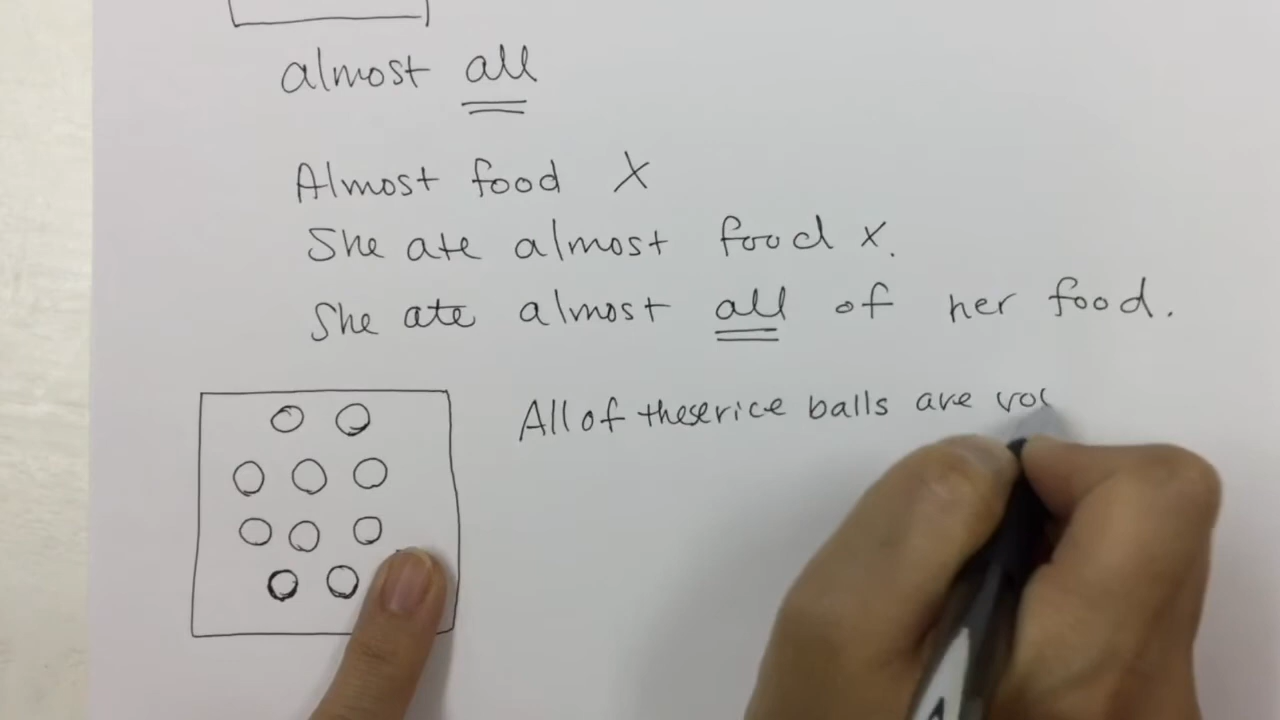 almost all
Almost food X
She ate almost food x.
She ate almost all of her food.
All of these rice balls are